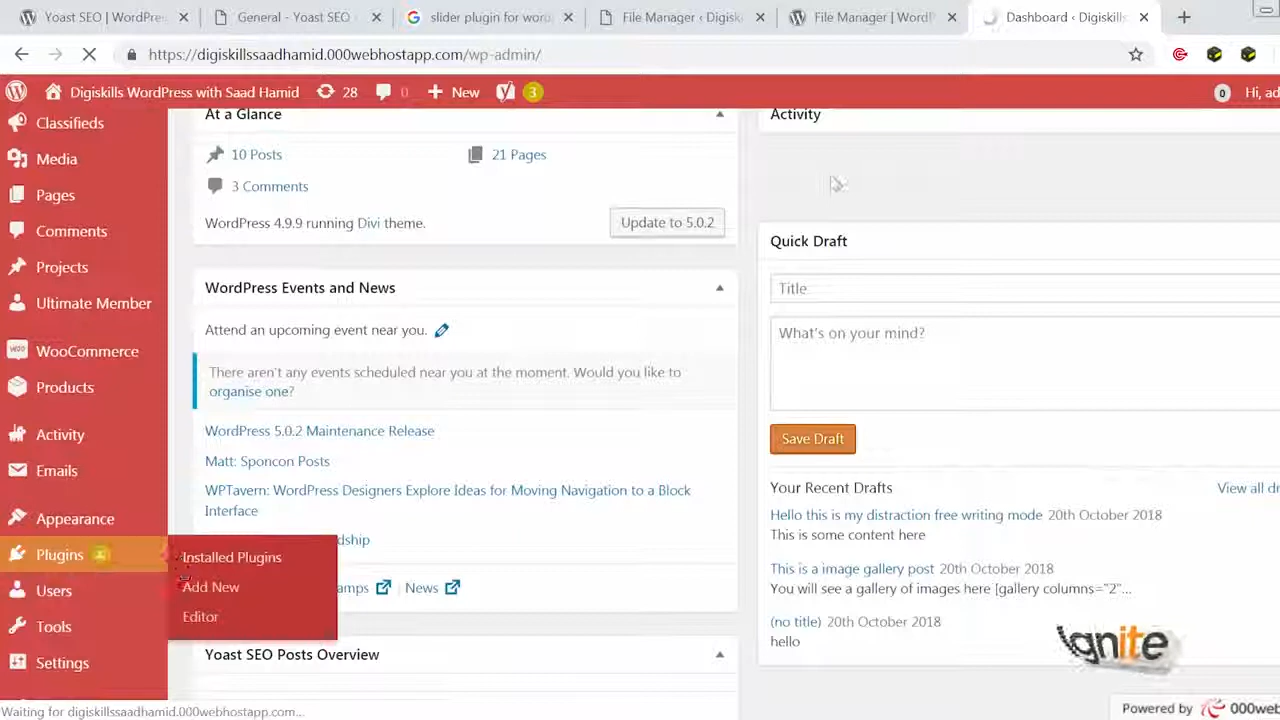 Yoast SEO | WordPres
General - Yoast SEO
slider plugin for word
File Manager ‹ Digiskil
File Manager | WordP
Dashboard ‹ Digiskills
https://digiskillssaadhamid.000webhostapp.com/wp-admin/
Digiskills WordPress with Saad Hamid
28
0
New
3
0
Hi, ad
Classifieds
Media
Pages
Comments
Projects
Ultimate Member
WooCommerce
Products
Activity
Emails
Appearance
Plugins
Users
Tools
Settings
Installed Plugins
Add New
Editor
At a Glance
10 Posts
21 Pages
3 Comments
WordPress 4.9.9 running Divi theme.
Update to 5.0.2
WordPress Events and News
Attend an upcoming event near you.
There aren't any events scheduled near you at the moment. Would you like to
organise one?
WordPress 5.0.2 Maintenance Release
Matt: Sponcon Posts
WPTavern: WordPress Designers Explore Ideas for Moving Navigation to a Block
Interface
dship
amps
| News
Yoast SEO Posts Overview
Activity
Quick Draft
Title
What's on your mind?
Save Draft
Your Recent Drafts
View all dr
Hello this is my distraction free writing mode 20th October 2018
This is some content here
This is a image gallery post 20th October 2018
You will see a gallery of images here [gallery columns="2"...
(no title) 20th October 2018
hello
ignite
Powered by 000web
Waiting for digiskillssaadhamid.000webhostapp.com...